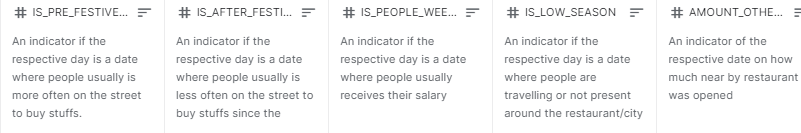 # IS_PRE_FESTIVE...
An indicator if the
respective day is a date
where people usually is
more often on the street
to buy stuffs.
# IS_AFTER_FESTI...
An indicator if the
respective day is a date
where people usually is
less often on the street to
buy stuffs since the
# IS_PEOPLE_WEE...
An indicator if the
respective day is a date
where people usually
receives their salary
# IS_LOW_SEASON
An indicator if the
respective day is a date
where people are
travelling or not present
around the restaurant/city
# AMOUNT_OTHE...
An indicator of the
respective date on how
much near by restaurant
was opened